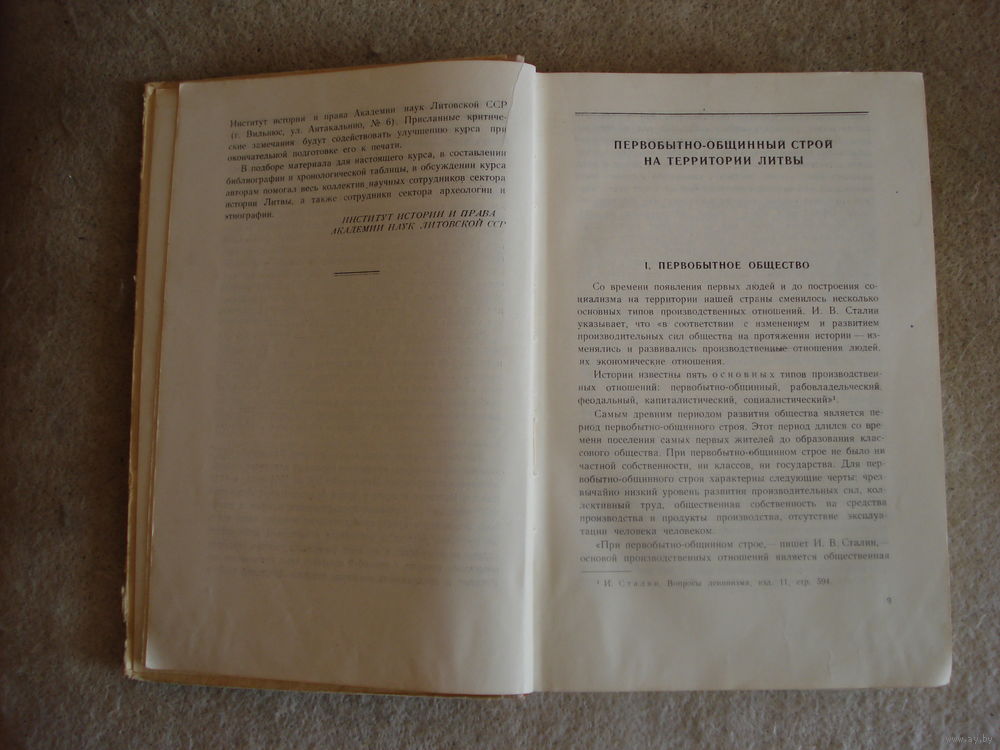 Институт истории и права Академии наук Литовской ССР
(г. Вильнюс, ул. Антакальнио, № 6). Присланные критиче-
ские замечания будут содействовать улучшению курса при
окончательной подготовке его к печати.
В подборе материала для настоящего курса, в составлении
библиографии и хронологической таблицы, в обсуждении курса
авторам помогал весь коллектив научных сотрудников сектора
истории Литвы, а также сотрудники сектора археологии и
этнографии.
ИНСТИТУТ ИСТОРИИ И ПРАВА
АКАДЕМИИ НАУК ЛИТОВСКОЙ ССР
ПЕРВОБЫТНО-ОБЩИННЫЙ СТРОЙ
НА ТЕРРИТОРИИ ЛИТВЫ
I. ПЕРВОБЫТНОЕ ОБЩЕСТВО
Со времени появления первых людей и до построения со-
циализма на территории нашей страны сменилось несколько
основных типов производственных отношений. И. В. Сталин
указывает, что «в соответствии с изменением и развитием
производительных сил общества на протяжении истории — из-
менялись и развивались производственные отношения людей,
их экономические отношения.
Истории известны пять основных типов производствен-
ных отношений: первобытно-общинный, рабовладельческий,
феодальный, капиталистический, социалистический»¹.
Самым древним периодом развития общества является пе-
риод первобытно-общинного строя. Этот период длился со вре-
мени поселения самых первых жителей до образования клас-
сового общества. При первобытно-общинном строе не было ни
частной собственности, ни классов, ни государства. Для пер-
вобытно-общинного строя характерны следующие черты: чрез-
вычайно низкий уровень развития производительных сил, кол-
лективный труд, общественная собственность на средства
производства и продукты производства, отсутствие эксплуа-
тации человека человеком.
«При первобытно-общинном строе, — пишет И. В. Сталин, —
основой производственных отношений является общественная
¹ И. Сталин. Вопросы ленинизма, изд. 11, стр. 594.
9
www.ay.by